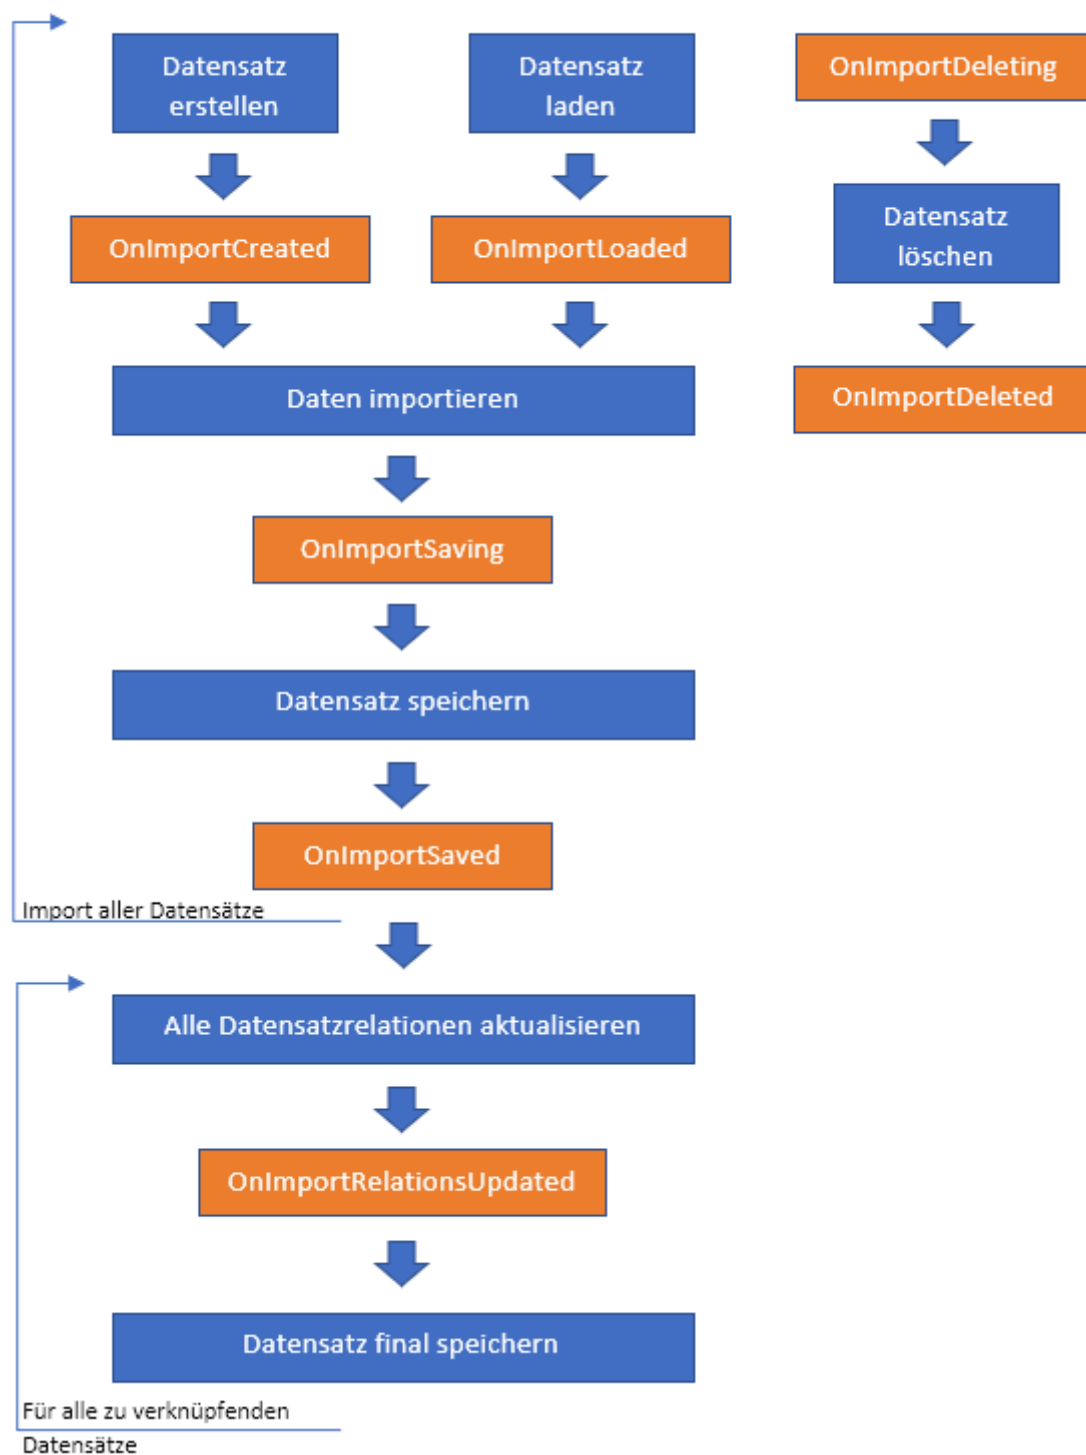 Datensatz
erstellen
Datensatz
laden
OnImportDeleting
OnImportCreated
OnImportLoaded
Datensatz
löschen
Daten importieren
OnImportDeleted
OnImportSaving
Datensatz speichern
OnImportSaved
Import aller Datensätze
Alle Datensatzrelationen aktualisieren
OnImportRelationsUpdated
Datensatz final speichern
Für alle zu verknüpfenden
Datensätze